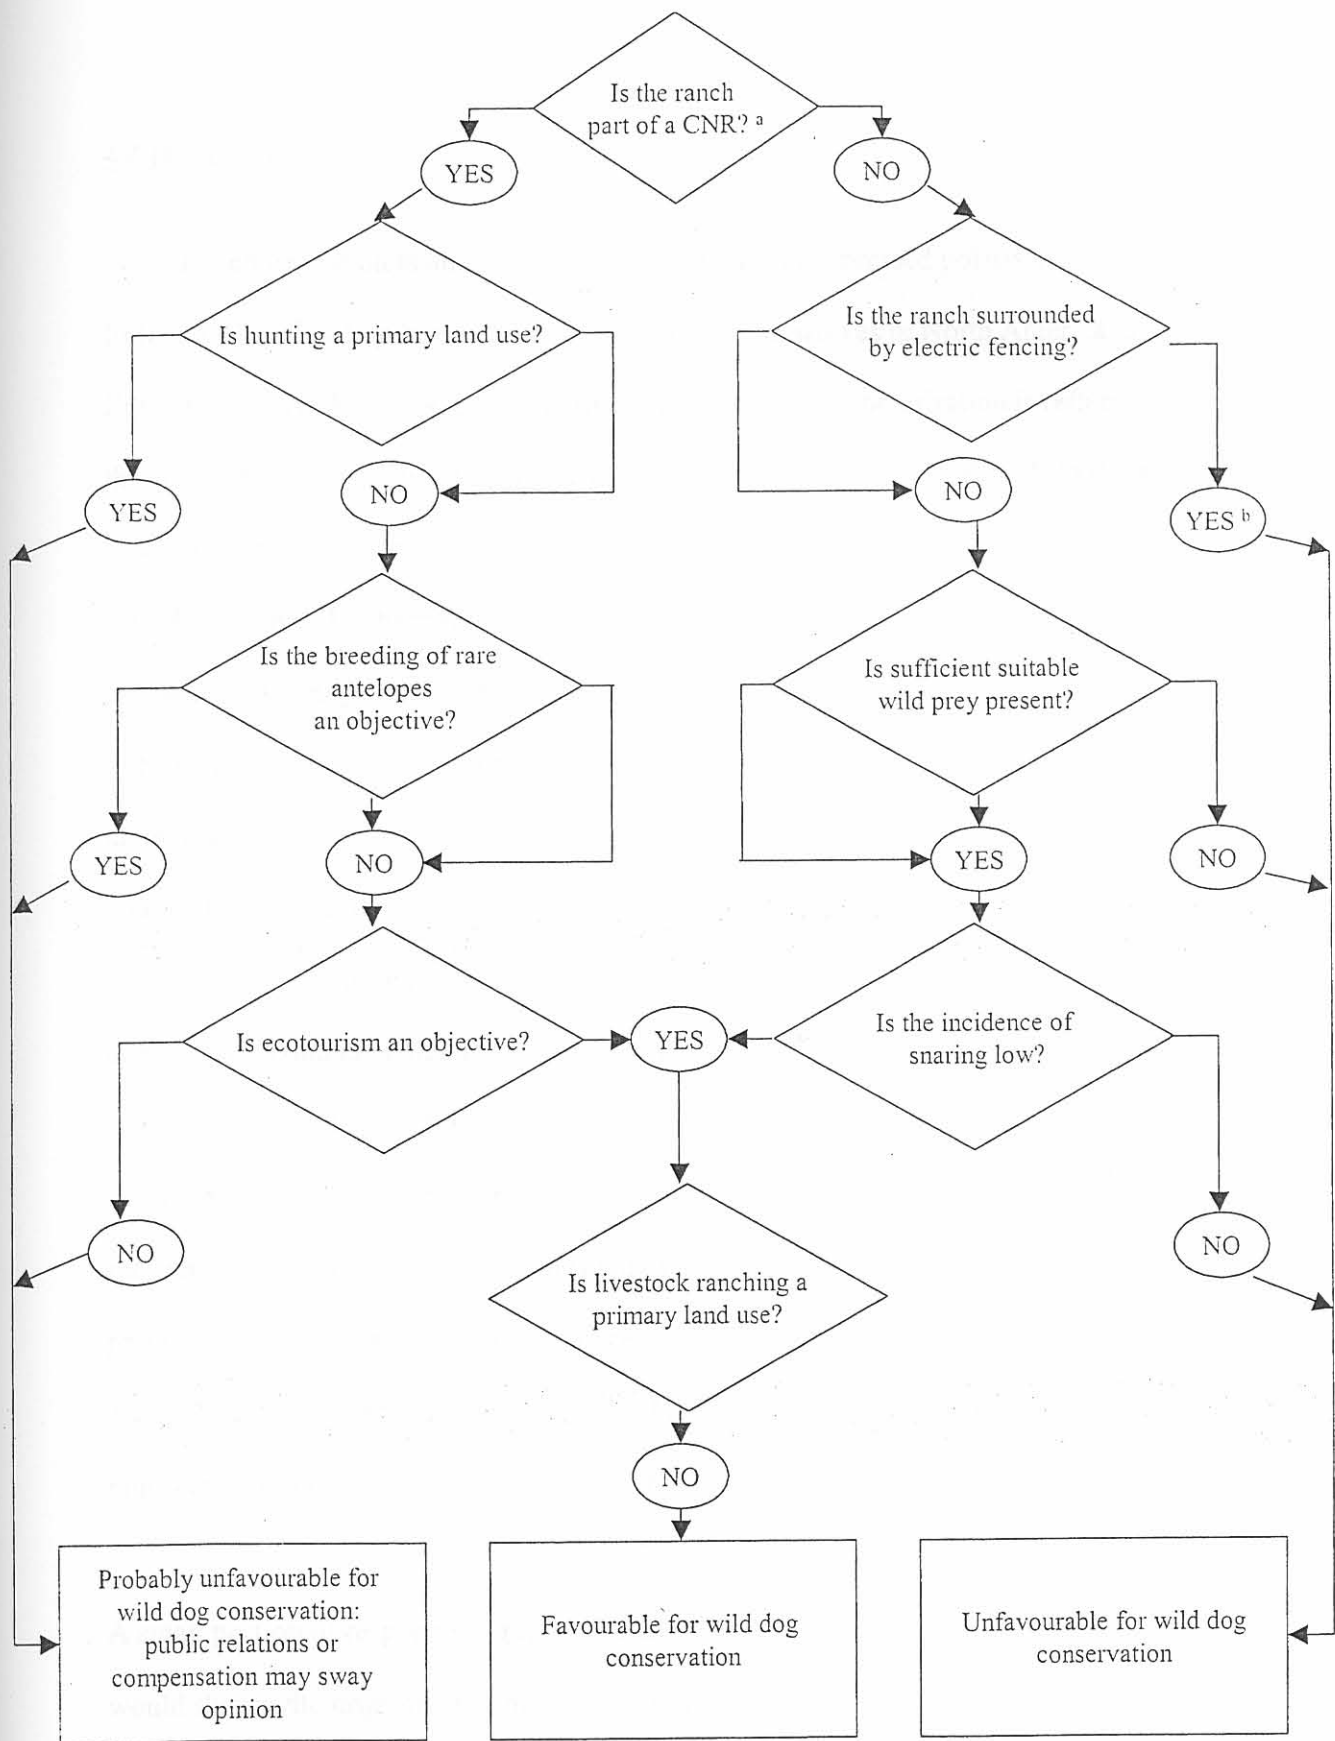 Is the ranch
part of a CNR? a
YES
NO
Is hunting a primary land use?
Is the ranch surrounded
by electric fencing?
YES
NO
NO
YES b
Is the breeding of rare
antelopes
an objective?
Is sufficient suitable
wild prey present?
YES
NO
YES
NO
Is ecotourism an objective?
YES
Is the incidence of
snaring low?
NO
NO
Is livestock ranching a
primary land use?
NO
Probably unfavourable for
wild dog conservation:
public relations or
compensation may sway
opinion
Favourable for wild dog
conservation
Unfavourable for wild dog
conservation